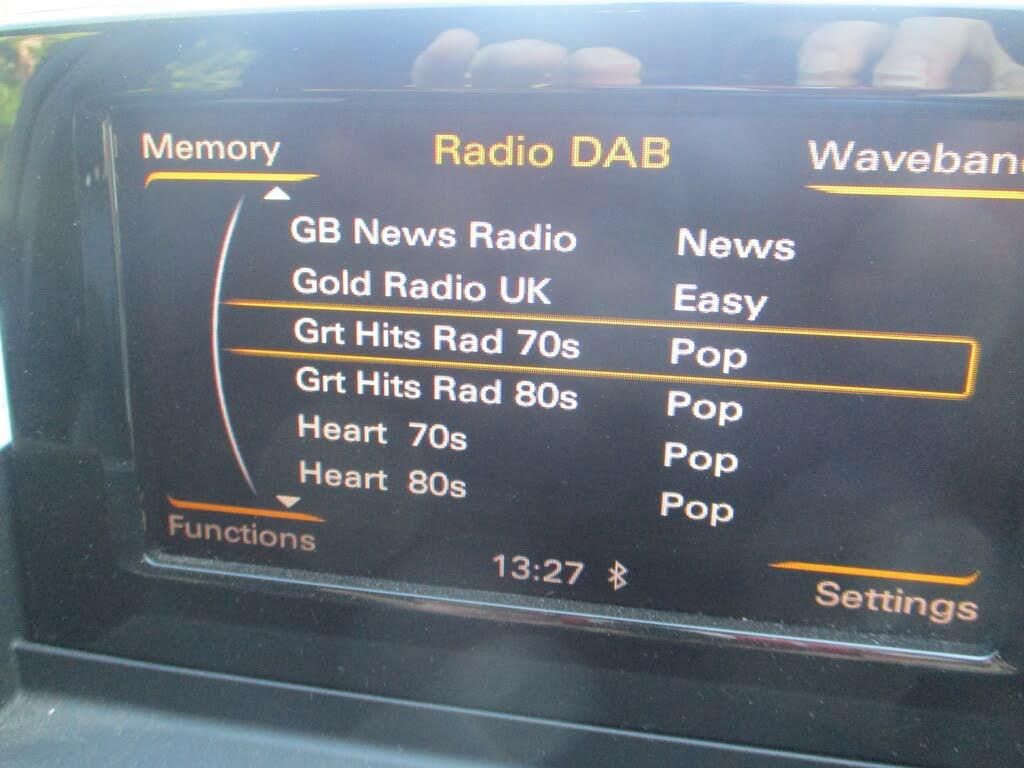 Memory Radio DAB Waveban
GB News Radio News
Gold Radio UK Easy
Grt Hits Rad 70s Pop
Grt Hits Rad 80s Pop
Heart 70s Pop
Heart 80s Pop
Functions 13:27 Settings